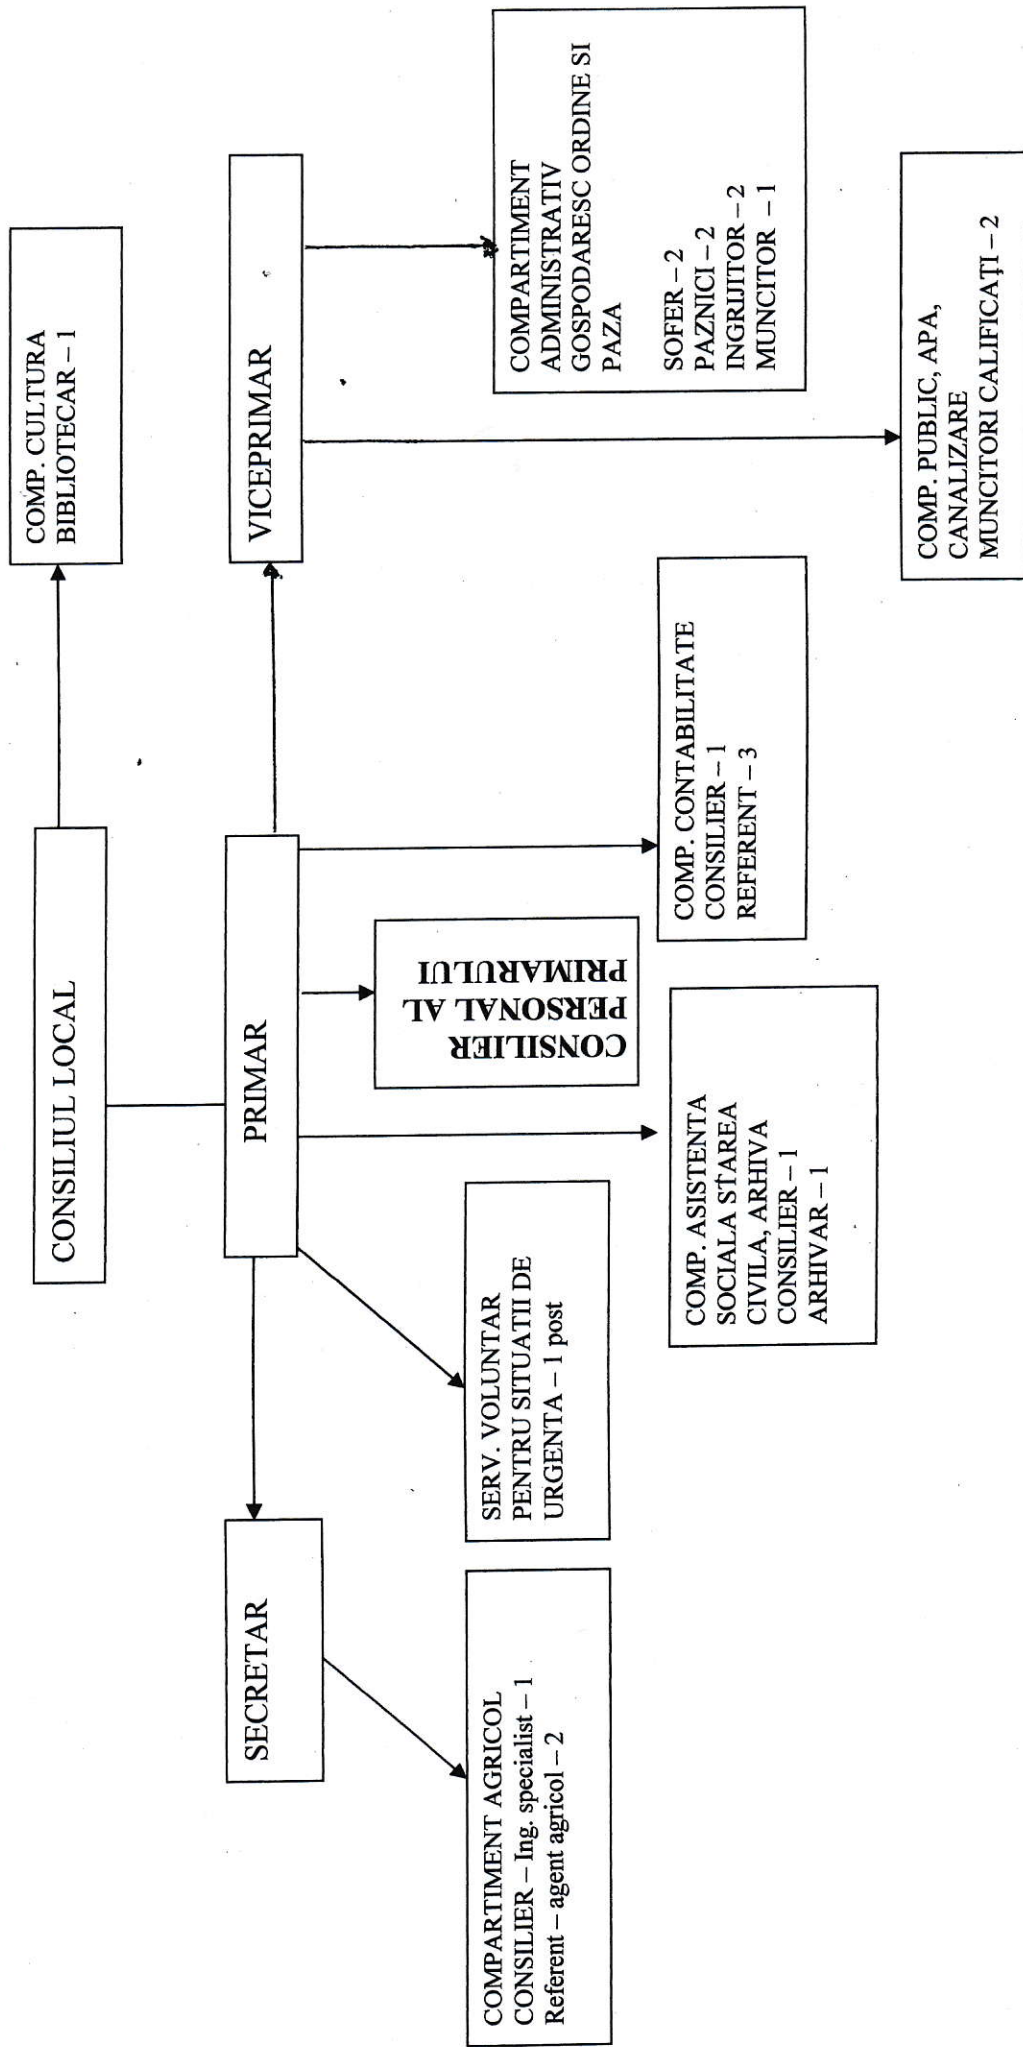 CONSILIUL LOCAL
COMP. CULTURA
BIBLIOTECAR – 1
SECRETAR
PRIMAR
VICEPRIMAR
COMPARTIMENT AGRICOL
CONSILIER – Ing. specialist – 1
Referent – agent agricol – 2
SERV. VOLUNTAR
PENTRU SITUATII DE
URGENTA – 1 post
CONSILIER
PERSONAL AL
PRIMARULUI
COMPARTIMENT
ADMINISTRATIV
GOSPODARESC ORDINE SI
PAZA
SOFER – 2
PAZNICI – 2
INGRIJITOR – 2
MUNCITOR – 1
COMP. ASISTENTA
SOCIALA STAREA
CIVILA, ARHIVA
CONSILIER – 1
ARHIVAR – 1
COMP. CONTABILITATE
CONSILIER – 1
REFERENT – 3
COMP. PUBLIC, APA,
CANALIZARE
MUNCITORI CALIFICAȚI – 2